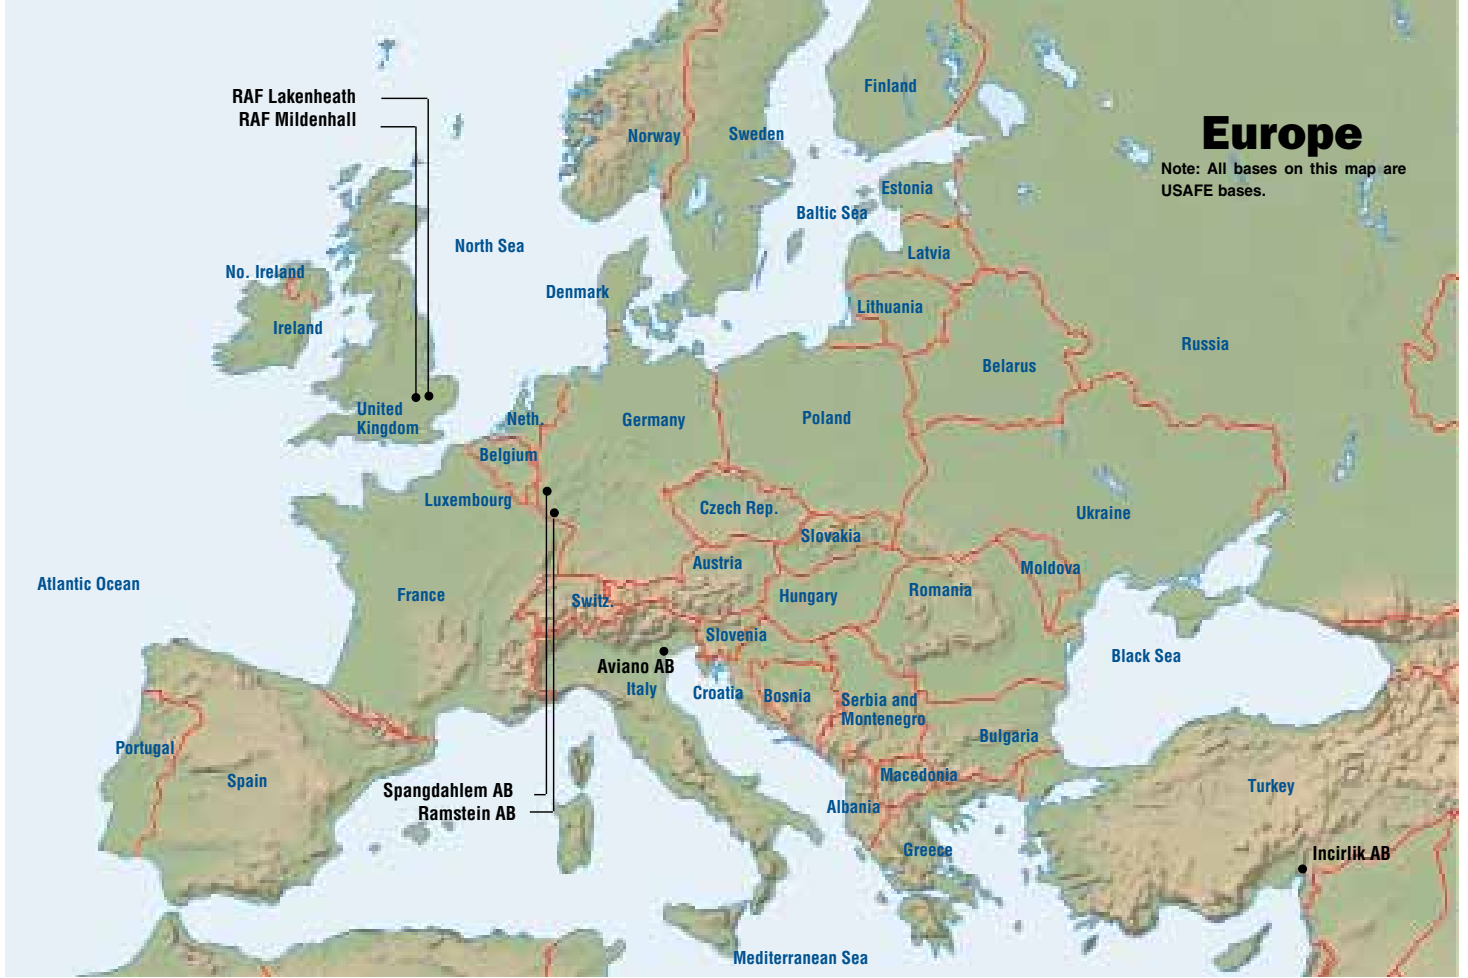 RAF Lakenheath
RAF Mildenhall
Finland
Europe
Note: All bases on this map are
USAFE bases.
Norway
Sweden
Estonia
Baltic Sea
North Sea
Latvia
No. Ireland
Denmark
Lithuania
Ireland
Russia
Belarus
United
Kingdom
Neth.
Germany
Poland
Belgium
Luxembourg
Czech Rep.
Ukraine
Slovakia
Austria
Moldova
Atlantic Ocean
France
Switz.
Hungary
Romania
Slovenia
Black Sea
Aviano AB
Italy
Croatia
Bosnia
Serbia and
Montenegro
Bulgaria
Portugal
Spain
Macedonia
Turkey
Spangdahlem AB
Ramstein AB
Albania
Greece
Incirlik AB
Mediterranean Sea